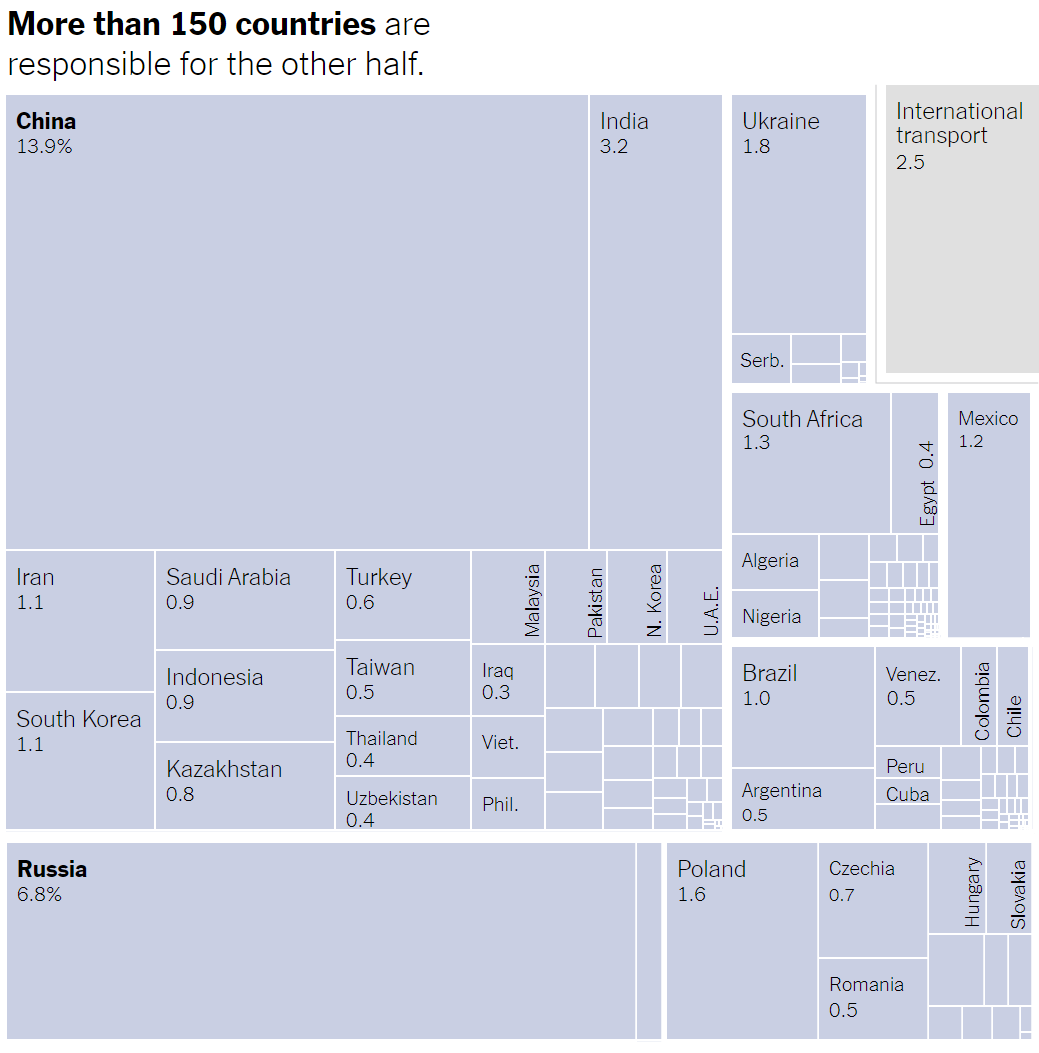 More than 150 countries are
responsible for the other half.
China
13.9%
India
3.2
Ukraine
1.8
International
transport
2.5
Serb.
South Africa
1.3
Egypt 0.4
Mexico
1.2
Algeria
Nigeria
Iran
1.1
Saudi Arabia
0.9
Turkey
0.6
Malaysia
Pakistan
N. Korea
U.A.E.
Indonesia
0.9
Taiwan
0.5
Iraq
0.3
South Korea
1.1
Kazakhstan
0.8
Thailand
0.4
Viet.
Uzbekistan
0.4
Phil.
Brazil
1.0
Venez.
0.5
Colombia
Chile
Peru
Cuba
Argentina
0.5
Russia
6.8%
Poland
1.6
Czechia
0.7
Hungary
Slovakia
Romania
0.5